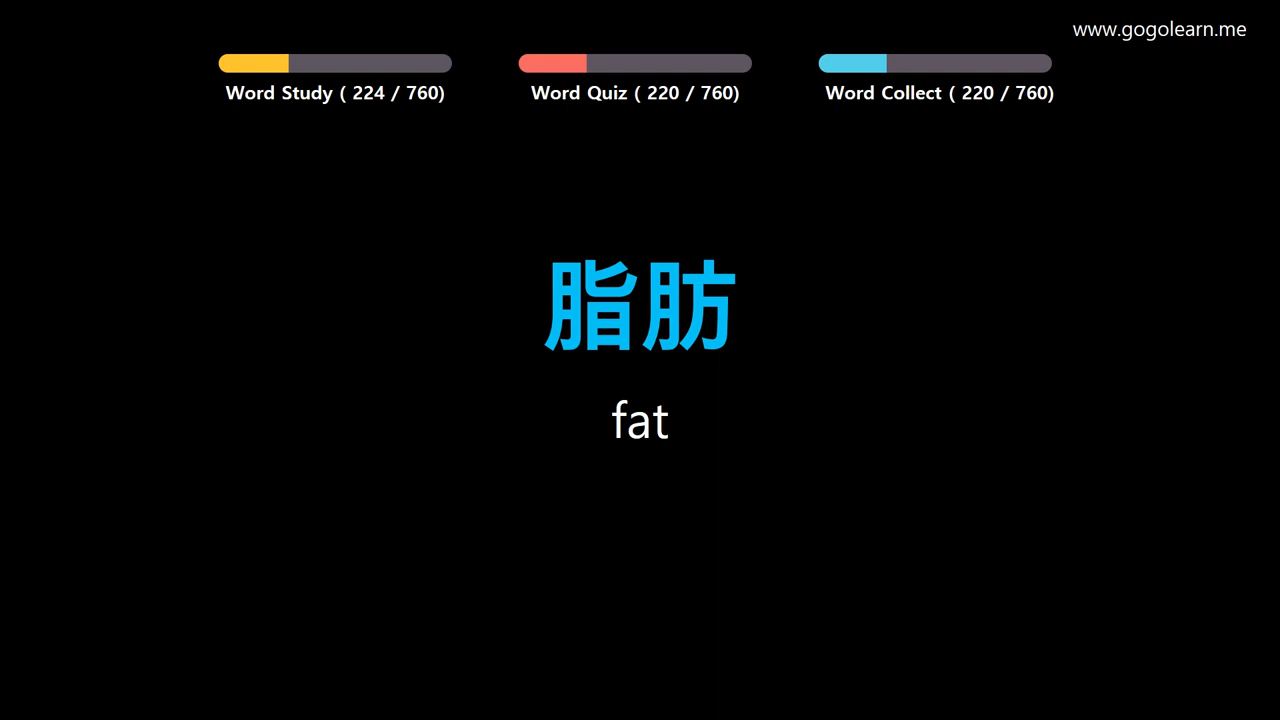 www.gogolearn.me
Word Study ( 224 / 760)
Word Quiz ( 220 / 760)
Word Collect ( 220 / 760)
脂肪
fat